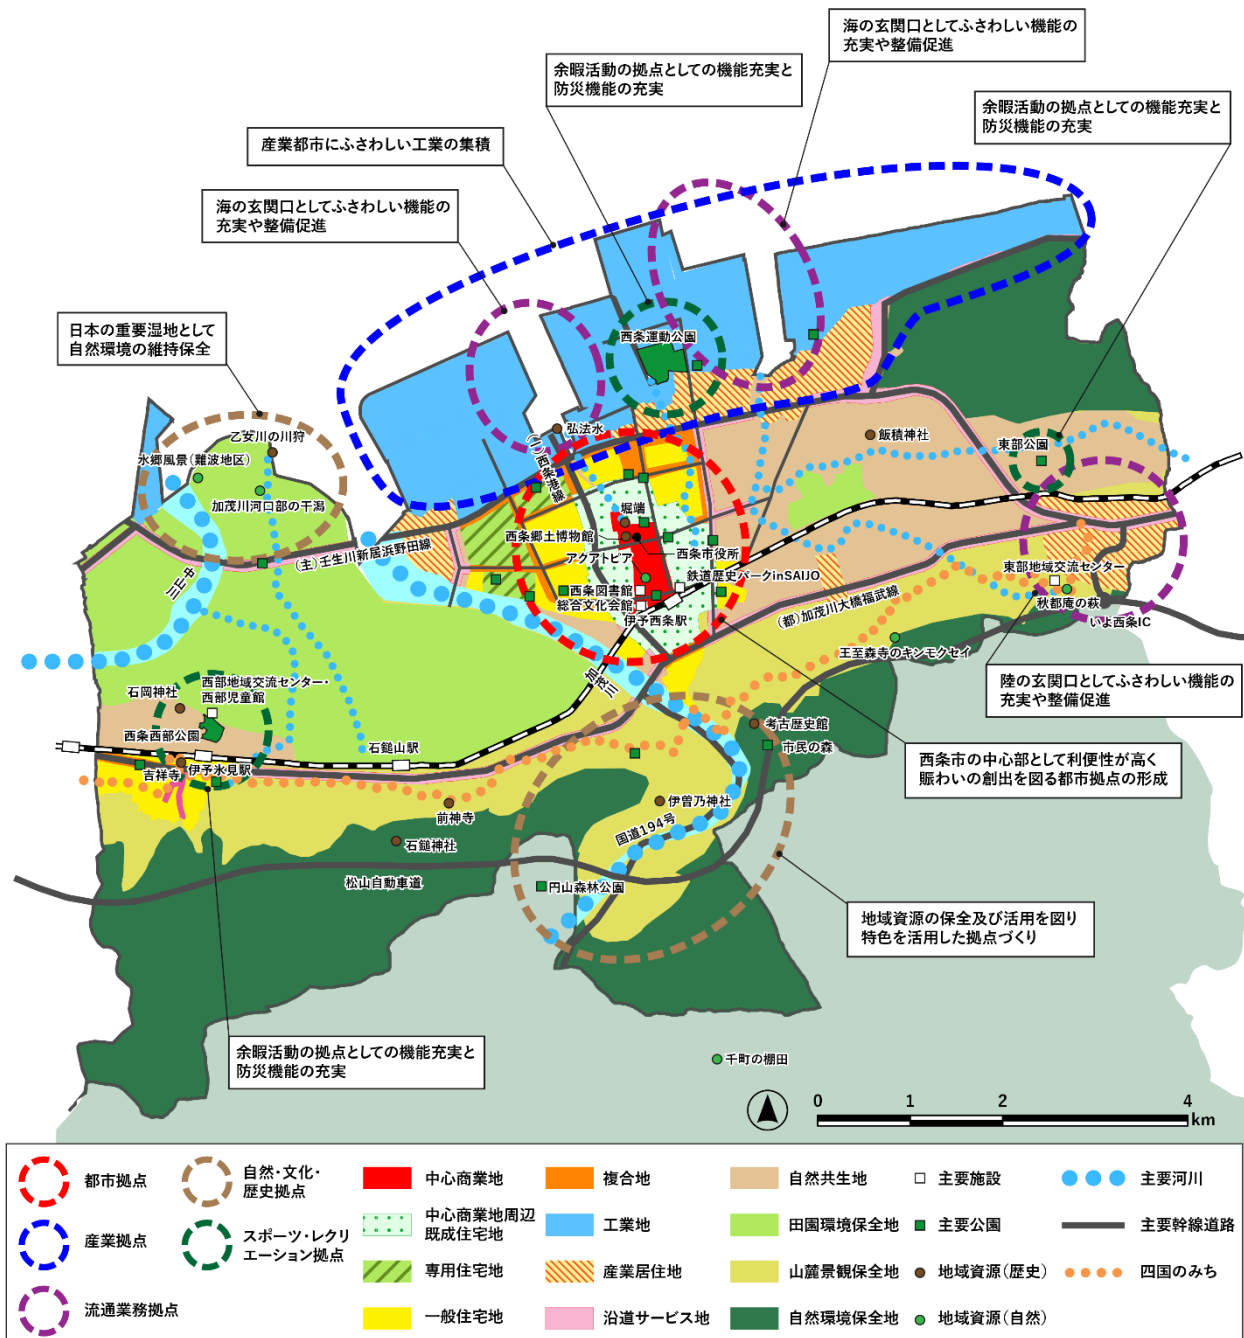 海の玄関口としてふさわしい機能の
充実や整備促進
余暇活動の拠点としての機能充実と
防災機能の充実
余暇活動の拠点としての機能充実と
防災機能の充実
産業都市にふさわしい工業の集積
海の玄関口としてふさわしい機能の
充実や整備促進
日本の重要湿地として
自然環境の維持保全
西条運動公園
乙女川の川狩
氷郷風景(難波地区)
加茂川河口部の干潟
弘法水
(一)西条港線
飯積神社
東部公園
堀端
西条郷土博物館
西条市役所
アクアトピア
鉄道歴史パークinSAIJO
西条図書館
総合文化会館
伊予西条駅
(主)壬生川新居浜野田線
中山川
(都)加茂川大橋福武線
東部地域交流センター
秋都庵の萩
いよ西条IC
王至森寺のキンモクセイ
陸の玄関口としてふさわしい機能の
充実や整備促進
加茂川
西部地域交流センター・
西部児童館
石岡神社
西条西部公園
石鎚山駅
考古歴史館
市民の森
西条市の中心部として利便性が高く
賑わいの創出を図る都市拠点の形成
吉祥寺
伊予氷見駅
前神寺
伊曽乃神社
石鎚神社
国道194号
松山自動車道
円山森林公園
地域資源の保全及び活用を図り
特色を活用した拠点づくり
余暇活動の拠点としての機能充実と
防災機能の充実
千町の棚田
0 1 2 4
km
都市拠点
産業拠点
流通業務拠点
自然・文化・
歴史拠点
スポーツ・レクリ
エーション拠点
中心商業地
中心商業地周辺
既成住宅地
専用住宅地
一般住宅地
複合地
工業地
産業居住地
沿道サービス地
自然共生地
田園環境保全地
山麓景観保全地
自然環境保全地
主要施設
主要公園
地域資源(歴史)
地域資源(自然)
主要河川
主要幹線道路
四国のみち